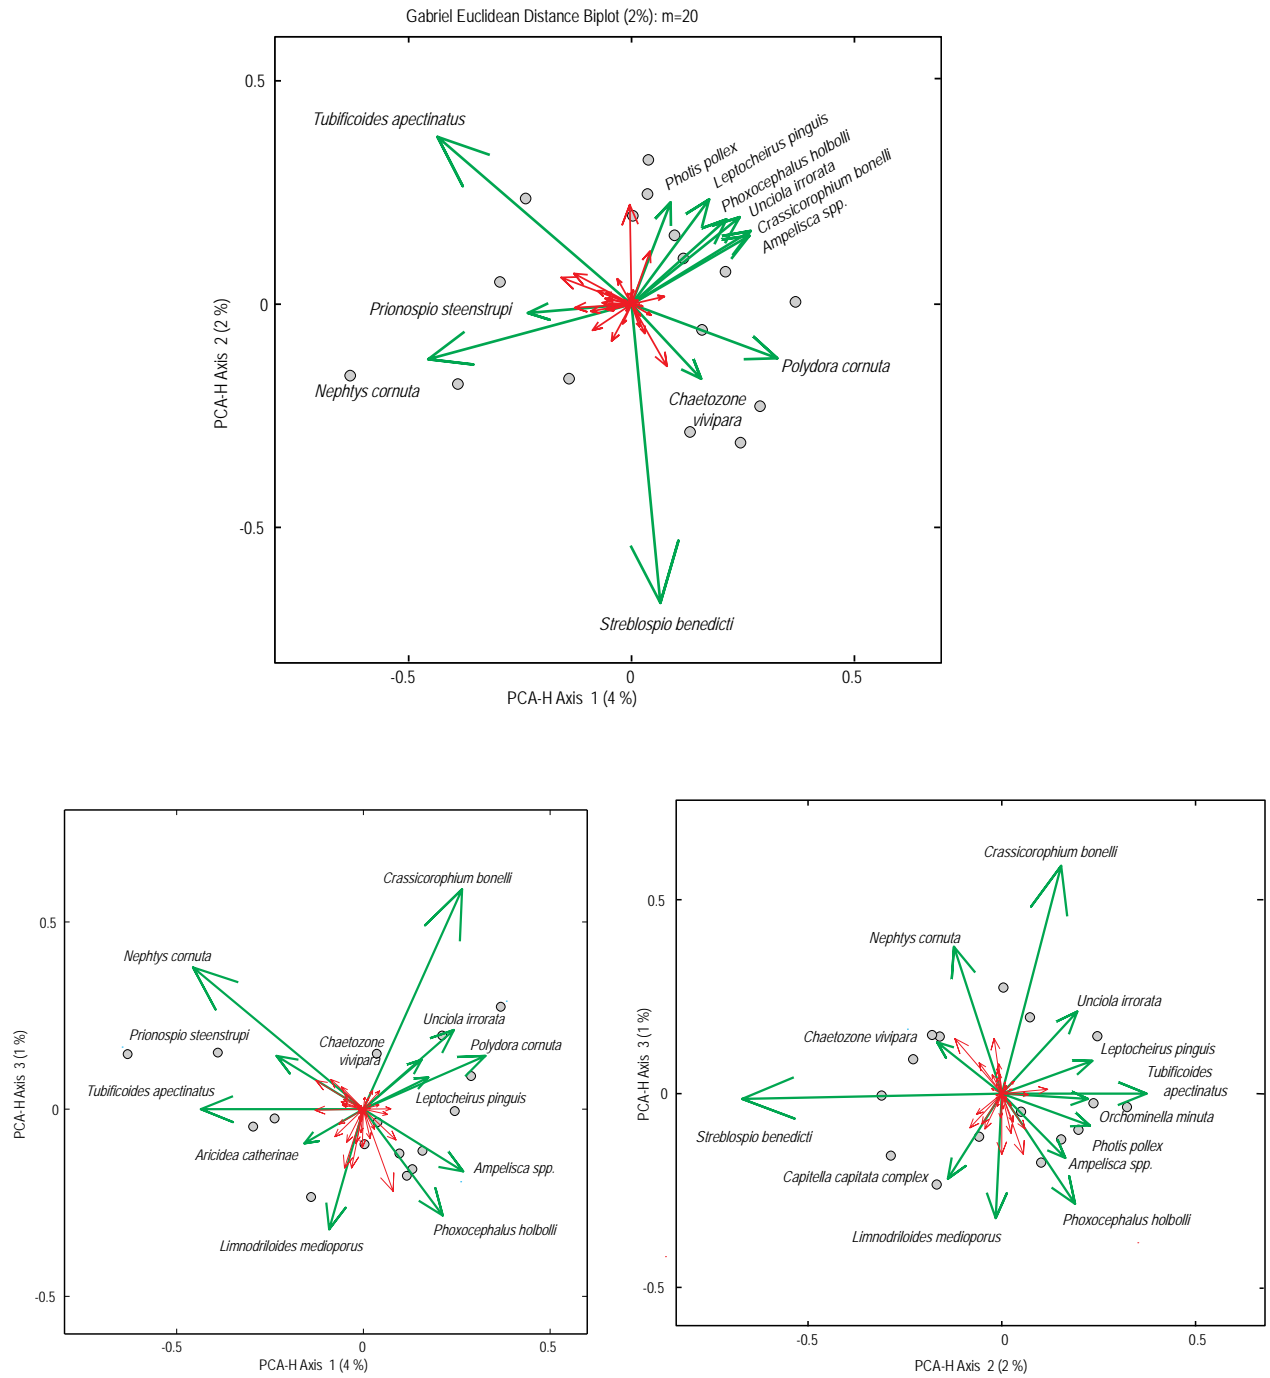 Gabriel Euclidean Distance Biplot (2%): m=20
0.5
Tubificoides apectinatus
Photis pollex
Leptocheirus pinguis
Phoxocephalus holbolli
Unciola irrorata
Crassicorophium bonelli
Ampelisca spp.
0
Prionospio steenstrupi
PCA-H Axis 2 (2 %)
Nephtys cornuta
Polydora cornuta
Chaetozone
vivipara
-0.5
Streblospio benedicti
-0.5
0
0.5
PCA-H Axis 1 (4 %)
Crassicorophium bonelli
0.5
Nephtys cornuta
Unciola irrorata
Prionospio steenstrupi
Chaetozone
vivipara
Polydora cornuta
PCA-H Axis 3 (1 %)
Tubificoides apectinatus
Leptocheirus pinguis
0
Aricidea catherinae
Ampelisca spp.
Phoxocephalus holbolli
Limnodriloides medioporus
-0.5
-0.5
0
0.5
PCA-H Axis 1 (4 %)
Crassicorophium bonelli
0.5
Nephtys cornuta
Unciola irrorata
Chaetozone vivipara
Leptocheirus pinguis
PCA-H Axis 3 (1 %)
Tubificoides
apectinatus
0
Orchominella minuta
Streblospio benedicti
Photis pollex
Ampelisca spp.
Capitella capitata complex
Phoxocephalus holbolli
Limnodriloides medioporus
-0.5
-0.5
0
0.5
PCA-H Axis 2 (2 %)